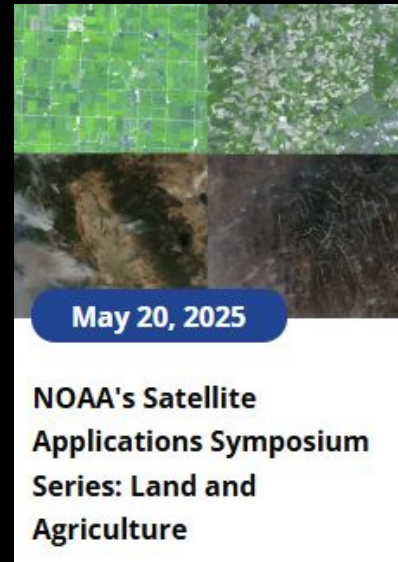 May 20, 2025
NOAA's Satellite
Applications Symposium
Series: Land and
Agriculture